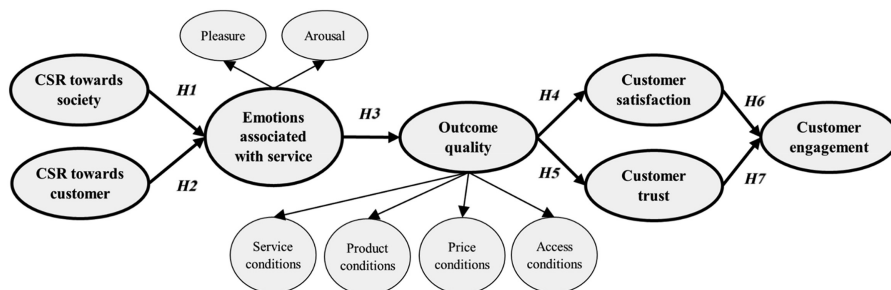 Pleasure
Arousal
CSR towards
society
H1
Emotions
associated
with service
H3
Outcome
quality
H4
Customer
satisfaction
H6
Customer
engagement
CSR towards
customer
H2
H5
Customer
trust
H7
Service
conditions
Product
conditions
Price
conditions
Access
conditions